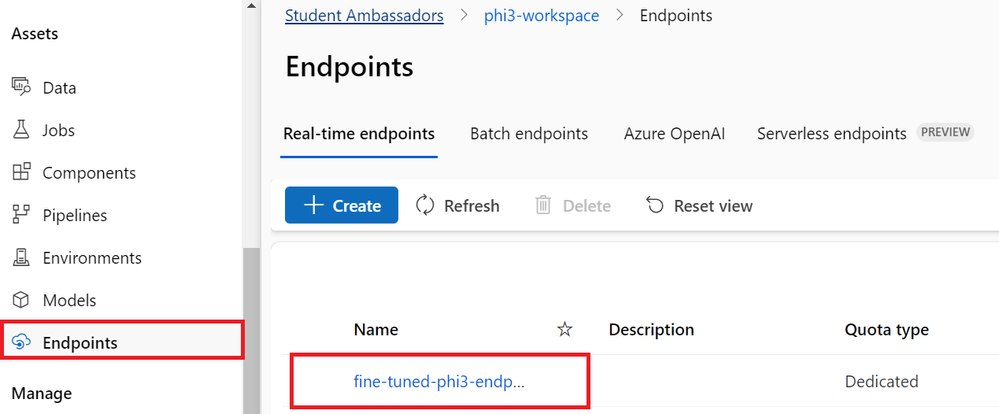 Assets
Data
Jobs
Components
Pipelines
Environments
Models
Endpoints
Manage
Student Ambassadors > phi3-workspace > Endpoints
Endpoints
Real-time endpoints Batch endpoints Azure OpenAI Serverless endpoints PREVIEW
+ Create Refresh Delete Reset view
Name Description Quota type
fine-tuned-phi3-endp... Dedicated